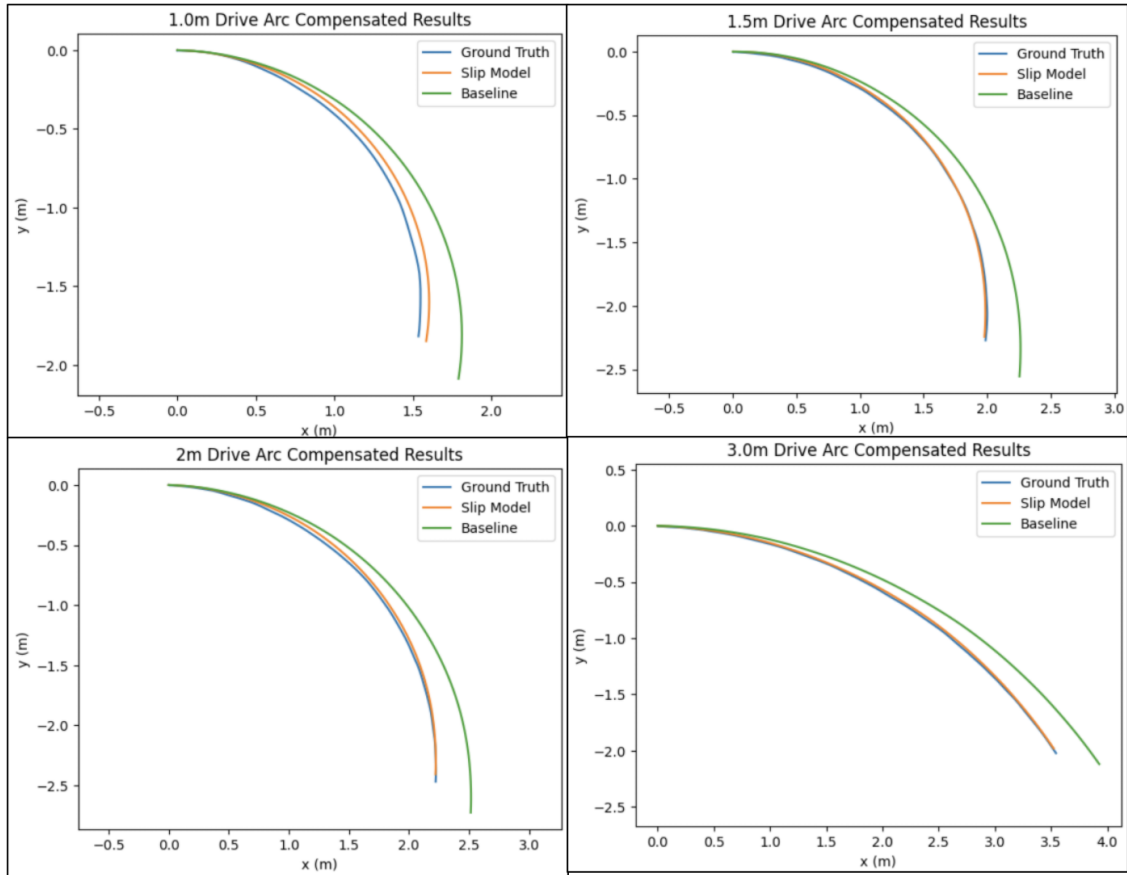 1.0m Drive Arc Compensated Results
0.0
−0.5
−1.0
−1.5
−2.0
y (m)
Ground Truth
Slip Model
Baseline
−0.5 0.0 0.5 1.0 1.5 2.0
x (m)
1.5m Drive Arc Compensated Results
0.0
−0.5
−1.0
−1.5
−2.0
−2.5
y (m)
Ground Truth
Slip Model
Baseline
−0.5 0.0 0.5 1.0 1.5 2.0 2.5 3.0
x (m)
2m Drive Arc Compensated Results
0.0
−0.5
−1.0
−1.5
−2.0
−2.5
y (m)
Ground Truth
Slip Model
Baseline
−0.5 0.0 0.5 1.0 1.5 2.0 2.5 3.0
x (m)
3.0m Drive Arc Compensated Results
0.5
0.0
−0.5
−1.0
−1.5
−2.0
−2.5
y (m)
Ground Truth
Slip Model
Baseline
0.0 0.5 1.0 1.5 2.0 2.5 3.0 3.5 4.0
x (m)